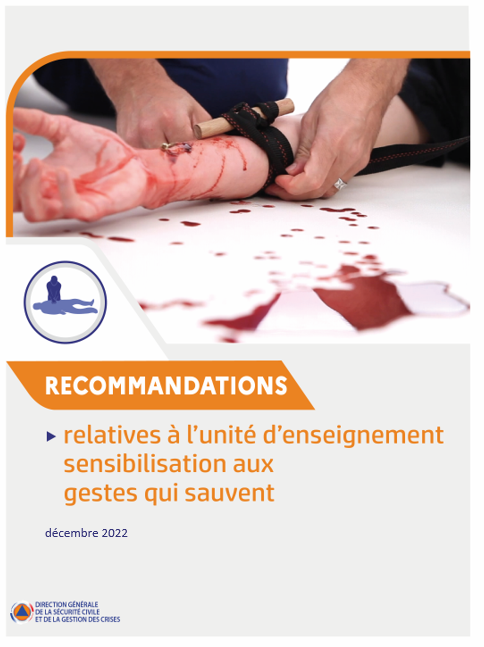 RECOMMANDATIONS
relatives à l’unité d’enseignement
sensibilisation aux
gestes qui sauvent
décembre 2022
DIRECTION GÉNÉRALE
DE LA SÉCURITÉ CIVILE
ET DE LA GESTION DES CRISES